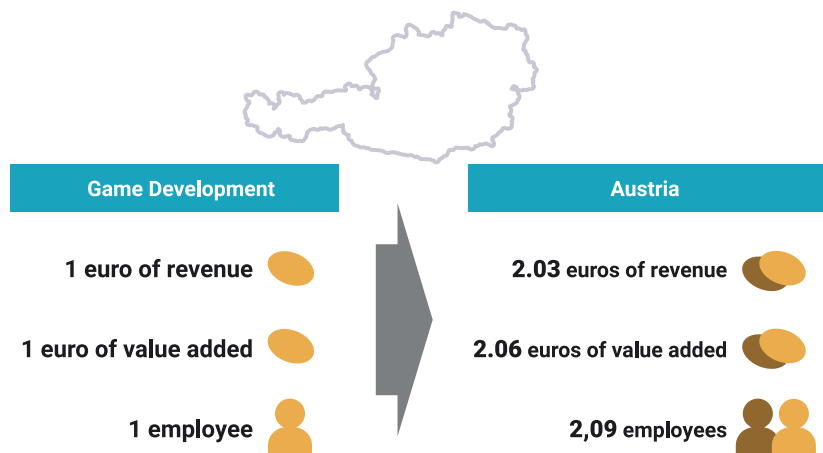 Game Development
Austria
1 euro of revenue
2.03 euros of revenue
1 euro of value added
2.06 euros of value added
1 employee
2,09 employees